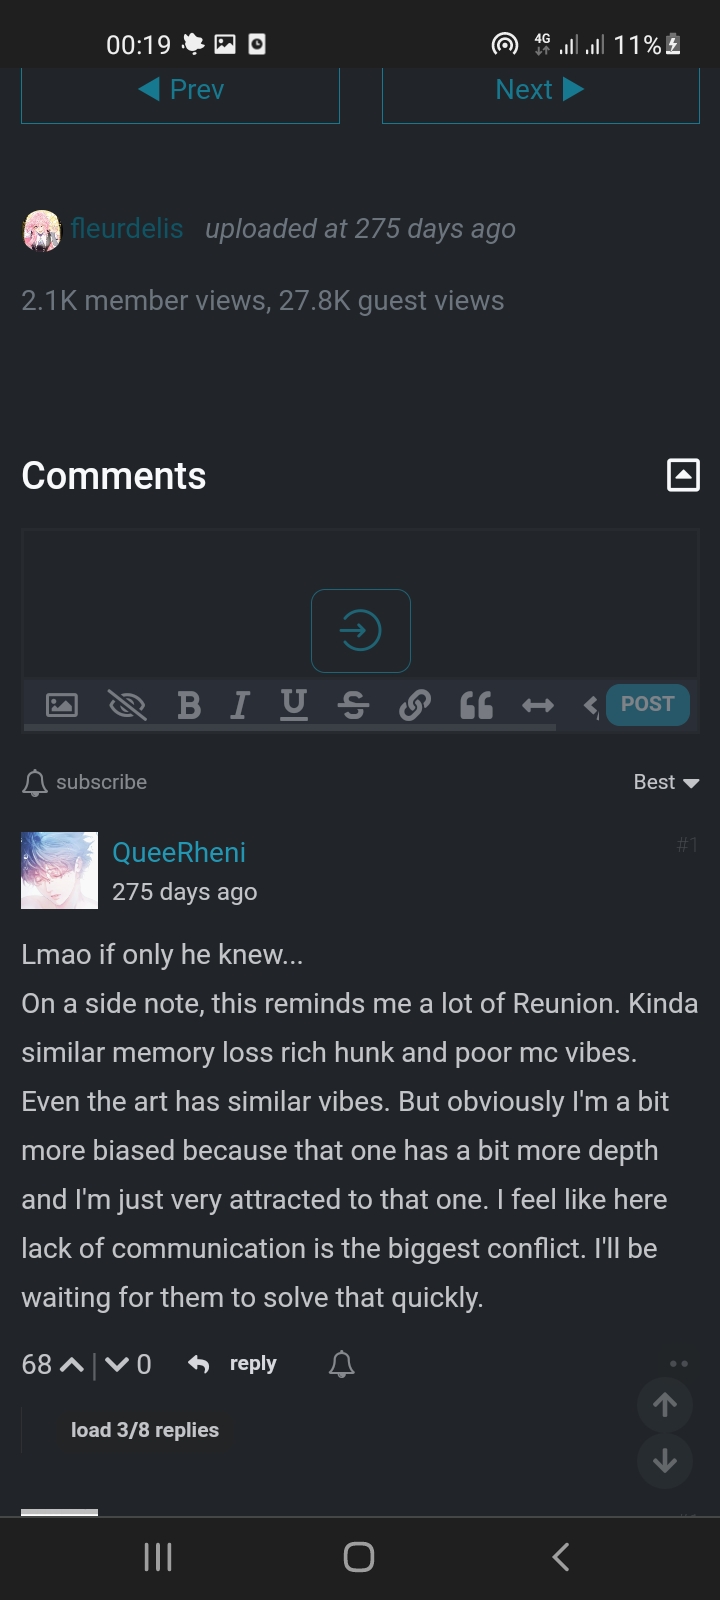 00:19
4G
11%
◀ Prev
Next ▶
fleurdelis uploaded at 275 days ago
2.1K member views, 27.8K guest views
Comments
B I U S POST
subscribe
Best
QueeRheni
#1
275 days ago
Lmao if only he knew...
On a side note, this reminds me a lot of Reunion. Kinda
similar memory loss rich hunk and poor mc vibes.
Even the art has similar vibes. But obviously I'm a bit
more biased because that one has a bit more depth
and I'm just very attracted to that one. I feel like here
lack of communication is the biggest conflict. I'll be
waiting for them to solve that quickly.
68 | 0 reply
load 3/8 replies